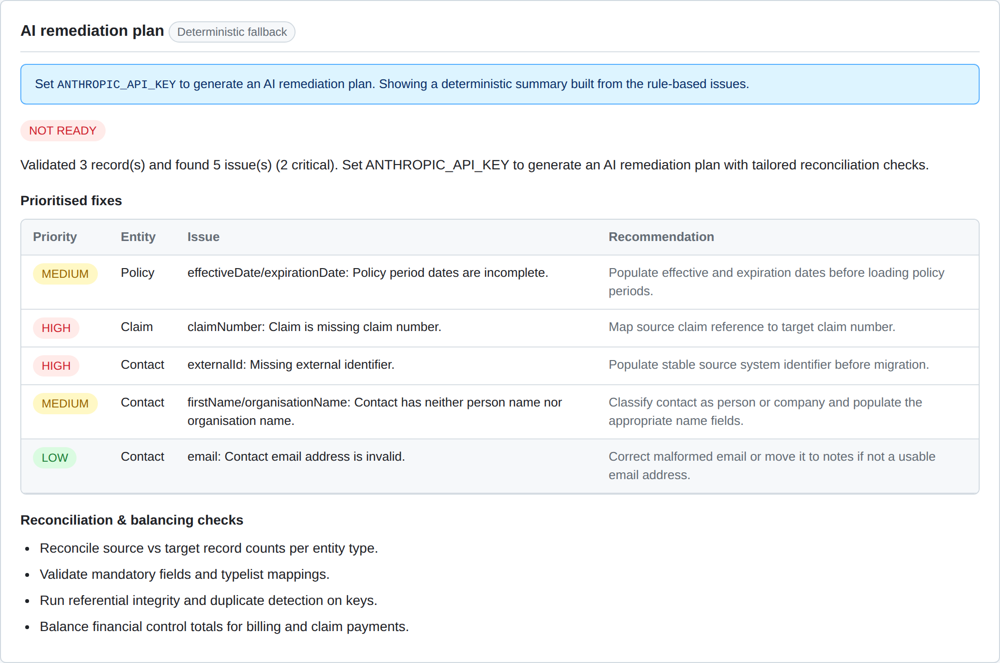 AI remediation plan Deterministic fallback
Set ANTHROPIC_API_KEY to generate an AI remediation plan. Showing a deterministic summary built from the rule-based issues.
NOT READY
Validated 3 record(s) and found 5 issue(s) (2 critical). Set ANTHROPIC_API_KEY to generate an AI remediation plan with tailored reconciliation checks.
Prioritised fixes
Priority Entity Issue Recommendation
MEDIUM Policy effectiveDate/expirationDate: Policy period dates are incomplete. Populate effective and expiration dates before loading policy
periods.
HIGH Claim claimNumber: Claim is missing claim number. Map source claim reference to target claim number.
HIGH Contact externalId: Missing external identifier. Populate stable source system identifier before migration.
MEDIUM Contact firstName/organisationName: Contact has neither person name nor Classify contact as person or company and populate the
organisation name. appropriate name fields.
LOW Contact email: Contact email address is invalid. Correct malformed email or move it to notes if not a usable
email address.
Reconciliation & balancing checks
• Reconcile source vs target record counts per entity type.
• Validate mandatory fields and typelist mappings.
• Run referential integrity and duplicate detection on keys.
• Balance financial control totals for billing and claim payments.